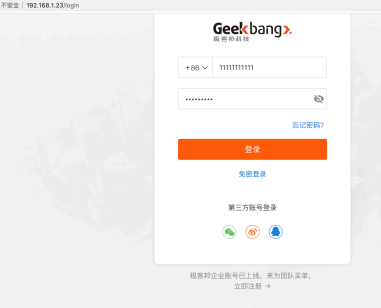 不安全 | 192.168.1.23/login
Geekbang>.
极客邦科技
+86 11111111111
•••••••••
忘记密码?
登录
免密登录
第三方账号登录
极客邦企业账号已上线，来为团队买单，
立即注册 →